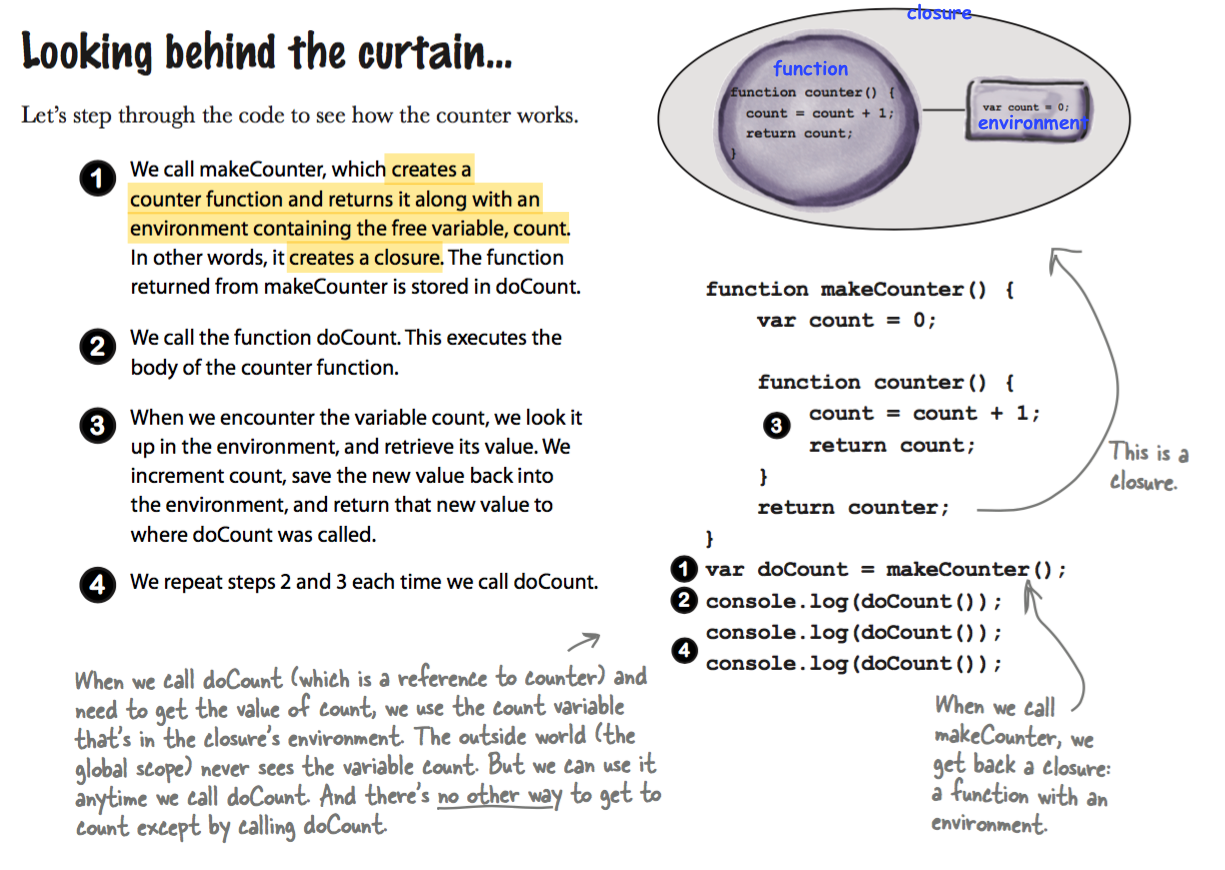 Looking behind the curtain...
Let's step through the code to see how the counter works.
1 We call makeCounter, which creates a
counter function and returns it along with an
environment containing the free variable, count.
In other words, it creates a closure. The function
returned from makeCounter is stored in doCount.
2 We call the function doCount. This executes the
body of the counter function.
3 When we encounter the variable count, we look it
up in the environment, and retrieve its value. We
increment count, save the new value back into
the environment, and return that new value to
where doCount was called.
4 We repeat steps 2 and 3 each time we call doCount.
When we call doCount (which is a reference to counter) and
need to get the value of count, we use the count variable
that's in the closure's environment. The outside world (the
global scope) never sees the variable count. But we can use it
anytime we call doCount. And there's no other way to get to
count except by calling doCount.
closure
function
function counter() {
count = count + 1;
return count;
}
var count = 0;
environment
function makeCounter() {
var count = 0;
function counter() {
3 count = count + 1;
return count;
}
return counter;
}
This is a
closure.
1 var doCount = makeCounter();
2 console.log(doCount());
4 console.log(doCount());
console.log(doCount());
When we call
makeCounter, we
get back a closure:
a function with an
environment.